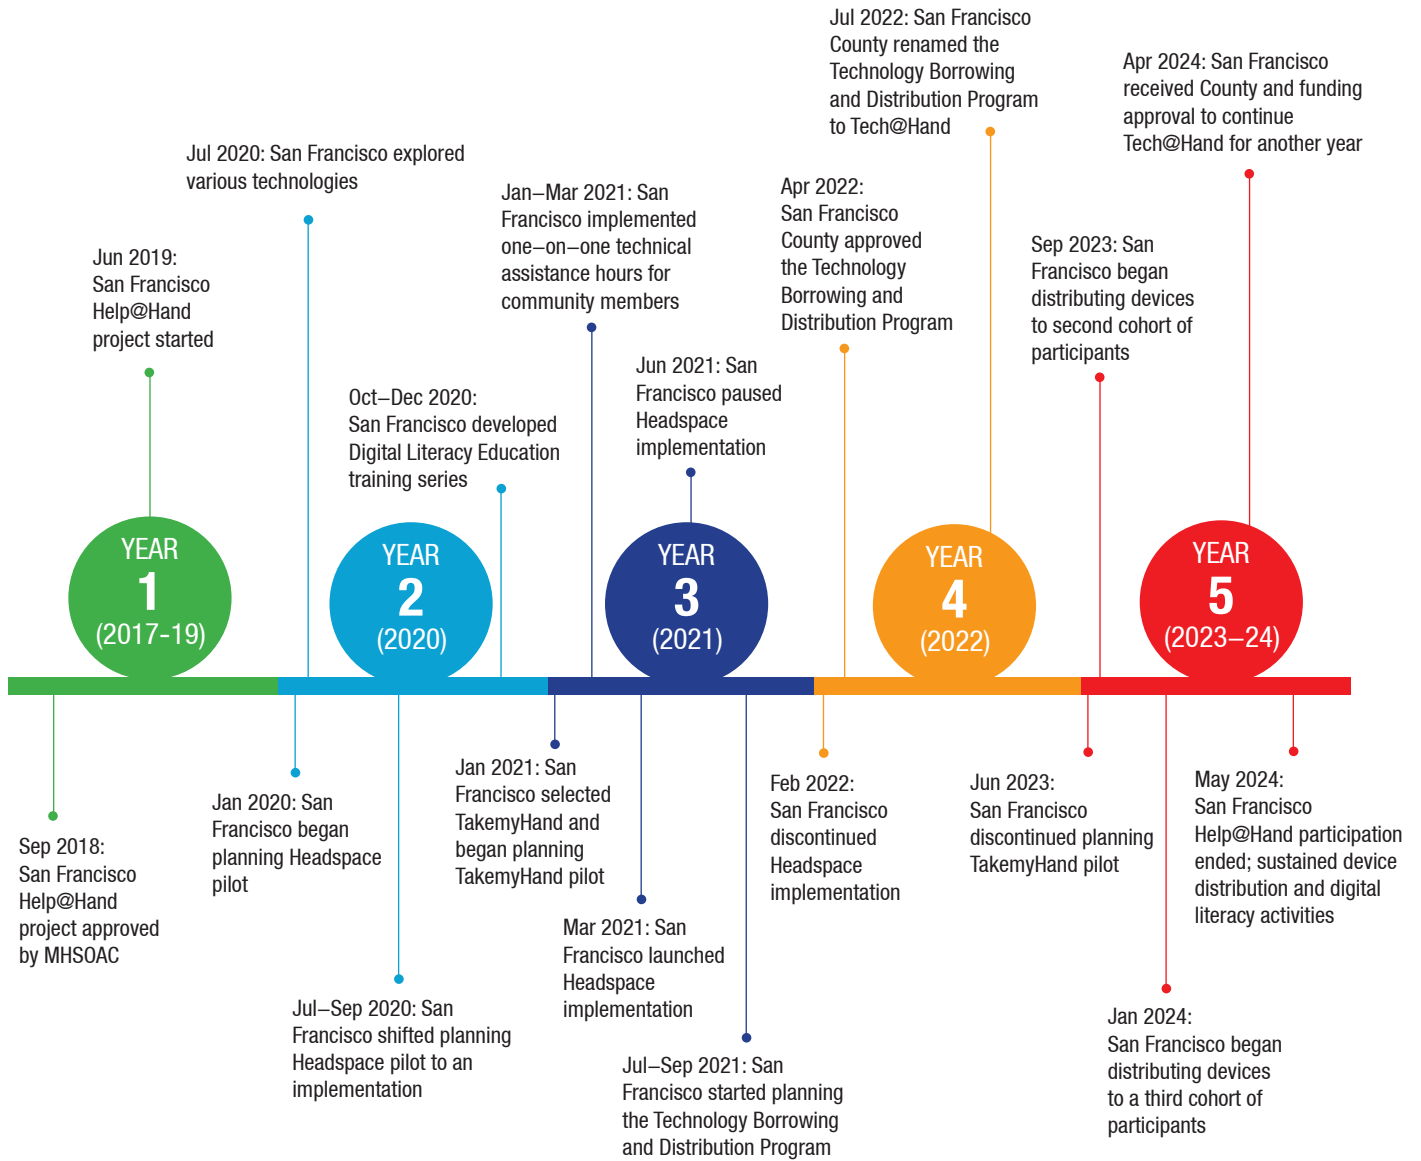 Jul 2022: San Francisco
County renamed the
Technology Borrowing
and Distribution Program
to Tech@Hand
Apr 2024: San Francisco
received County and funding
approval to continue
Tech@Hand for another year
Jul 2020: San Francisco explored
various technologies
Jan–Mar 2021: San
Francisco implemented
one–on–one technical
assistance hours for
community members
Apr 2022:
San Francisco
County approved
the Technology
Borrowing and
Distribution Program
Jun 2019:
San Francisco
Help@Hand
project started
Sep 2023: San
Francisco began
distributing devices
to second cohort of
participants
Oct–Dec 2020:
San Francisco developed
Digital Literacy Education
training series
Jun 2021: San
Francisco paused
Headspace
implementation
YEAR
1
(2017-19)
YEAR
2
(2020)
YEAR
3
(2021)
YEAR
4
(2022)
YEAR
5
(2023–24)
Sep 2018:
San Francisco
Help@Hand
project approved
by MHSOAC
Jan 2020: San
Francisco began
planning Headspace
pilot
Jul–Sep 2020: San
Francisco shifted planning
Headspace pilot to an
implementation
Jan 2021: San
Francisco selected
TakemyHand and
began planning
TakemyHand pilot
Mar 2021: San
Francisco launched
Headspace
implementation
Jul–Sep 2021: San
Francisco started planning
the Technology Borrowing
and Distribution Program
Feb 2022:
San Francisco
discontinued
Headspace
implementation
Jun 2023:
San Francisco
discontinued planning
TakemyHand pilot
Jan 2024:
San Francisco began
distributing devices
to a third cohort of
participants
May 2024:
San Francisco
Help@Hand participation
ended; sustained device
distribution and digital
literacy activities